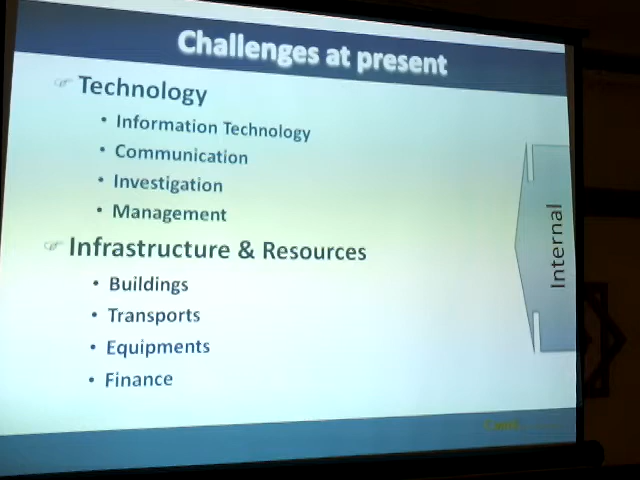 Challenges at present
Technology
• Information Technology
• Communication
• Investigation
• Management
Infrastructure & Resources
• Buildings
• Transports
• Equipments
• Finance
Internal